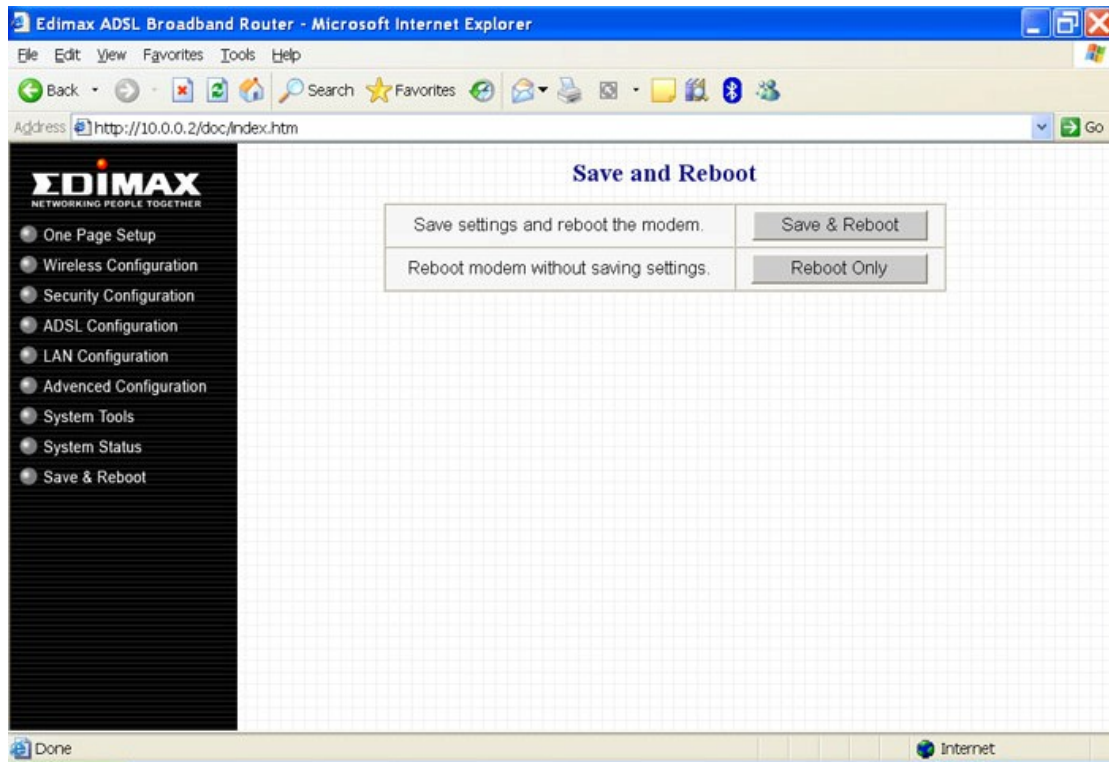 Edimax ADSL Broadband Router - Microsoft Internet Explorer
File Edit View Favorites Tools Help
Back Search Favorites
Address http://10.0.0.2/doc/index.htm Go
EDIMAX
NETWORKING PEOPLE TOGETHER
One Page Setup
Wireless Configuration
Security Configuration
ADSL Configuration
LAN Configuration
Advenced Configuration
System Tools
System Status
Save & Reboot
Save and Reboot
Save settings and reboot the modem. Save & Reboot
Reboot modem without saving settings. Reboot Only
Done Internet